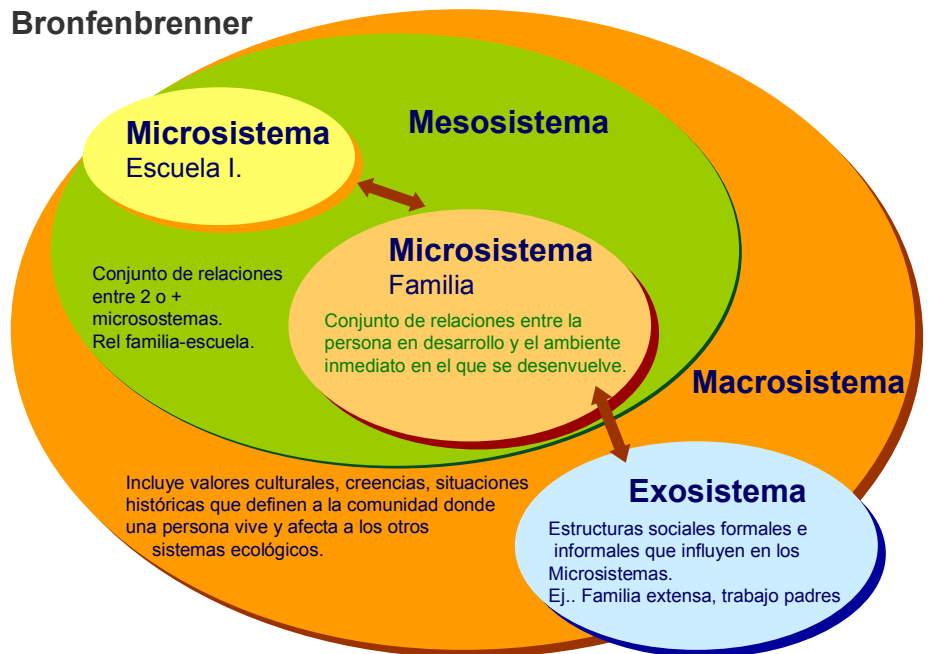 Bronfenbrenner
Microsistema
Escuela I.
Mesosistema
Microsistema
Familia
Conjunto de relaciones entre la
persona en desarrollo y el ambiente
inmediato en el que se desenvuelve.
Conjunto de relaciones
entre 2 o +
microsostemas.
Rel familia-escuela.
Macrosistema
Incluye valores culturales, creencias, situaciones
históricas que definen a la comunidad donde
una persona vive y afecta a los otros
sistemas ecológicos.
Exosistema
Estructuras sociales formales e
informales que influyen en los
Microsistemas.
Ej.. Familia extensa, trabajo padres